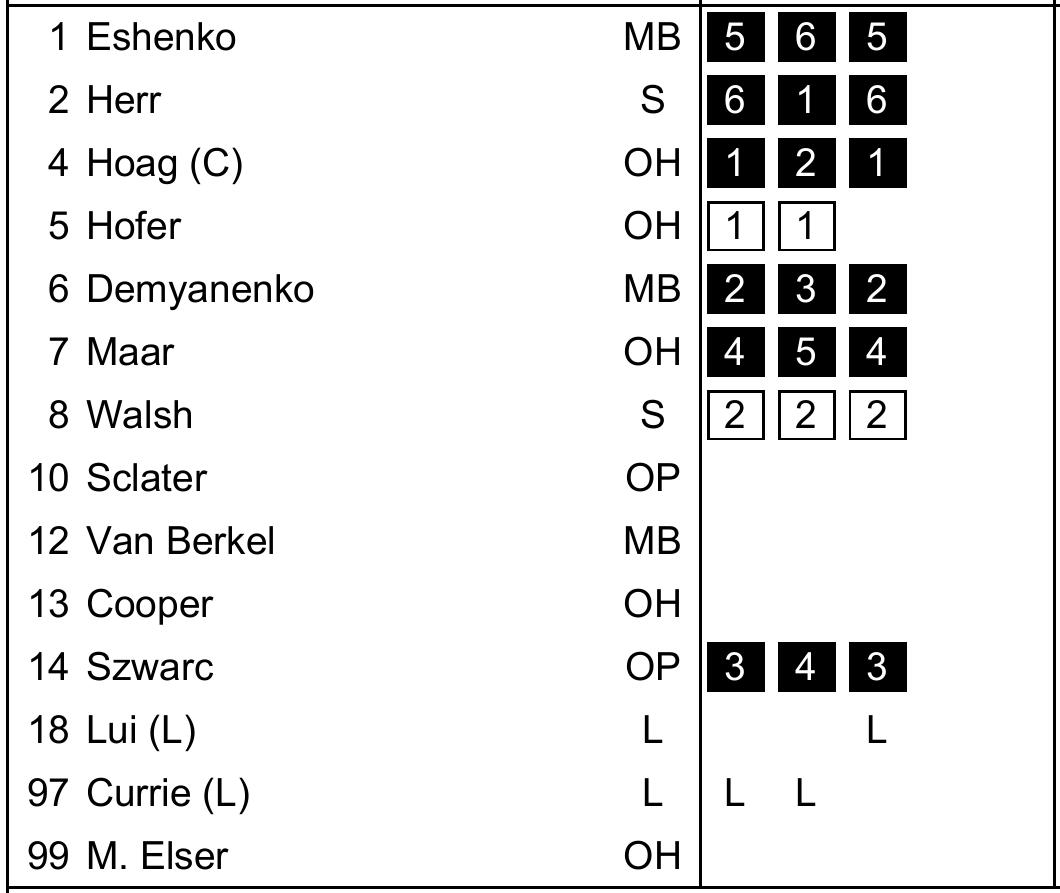 1 Eshenko MB 5 6 5
2 Herr S 6 1 6
4 Hoag (C) OH 1 2 1
5 Hofer OH 1 1
6 Demyanenko MB 2 3 2
7 Maar OH 4 5 4
8 Walsh S 2 2 2
10 Sclater OP
12 Van Berkel MB
13 Cooper OH
14 Szwarc OP 3 4 3
18 Lui (L) L L
97 Currie (L) L L L
99 M. Elser OH